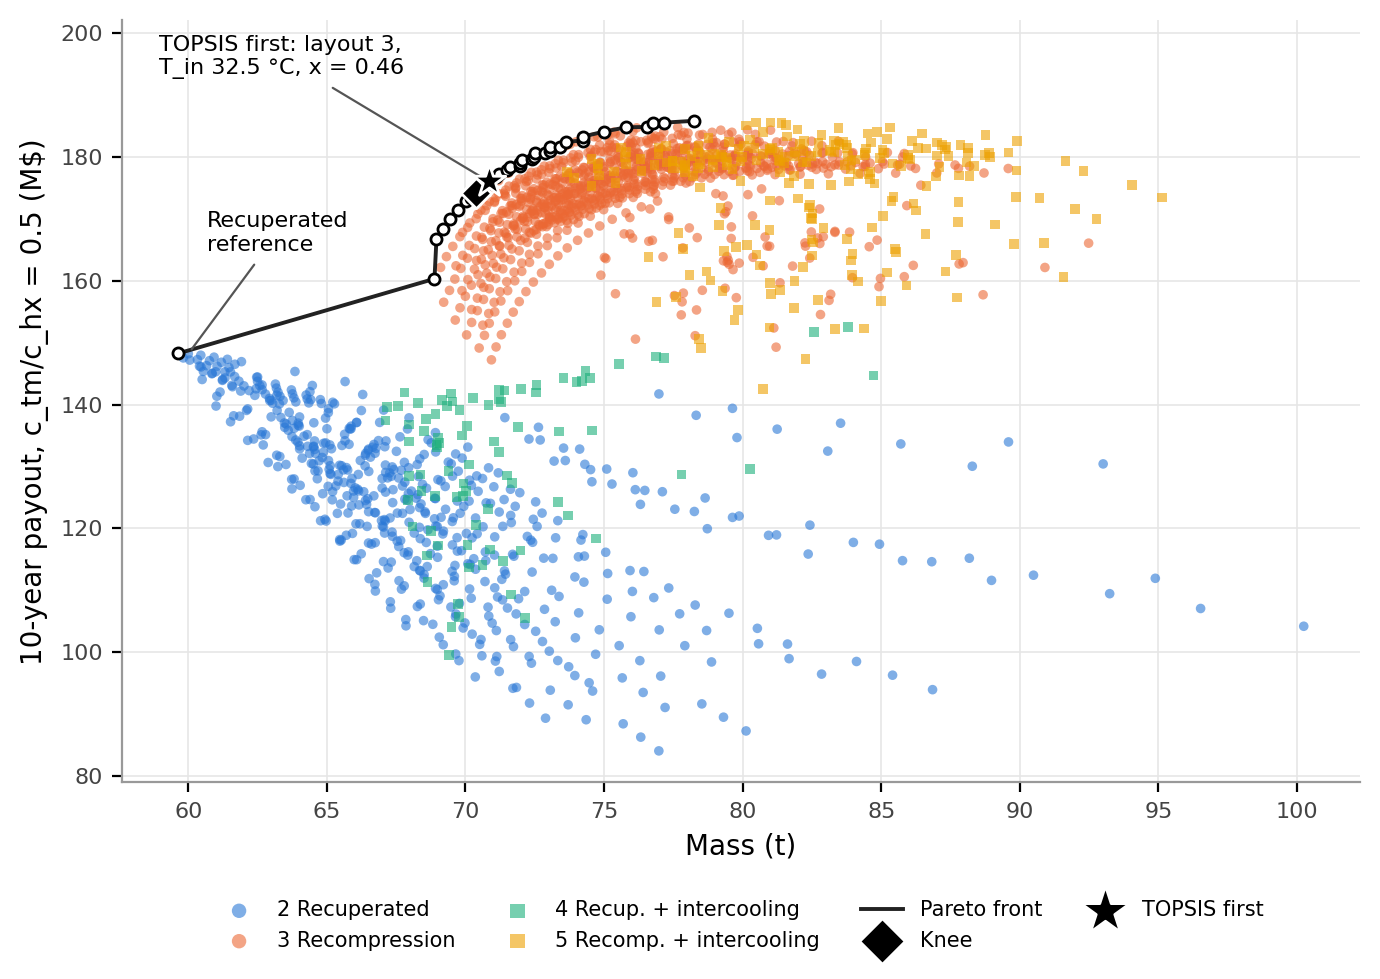 TOPSIS first: layout 3,
T_in 32.5 °C, x = 0.46
Recuperated
reference
10-year payout, c_tm/c_hx = 0.5 (M$)
200
180
160
140
120
100
80
60
65
70
75
80
85
90
95
100
Mass (t)
2 Recuperated
3 Recompression
4 Recup. + intercooling
5 Recomp. + intercooling
Pareto front
Knee
TOPSIS first